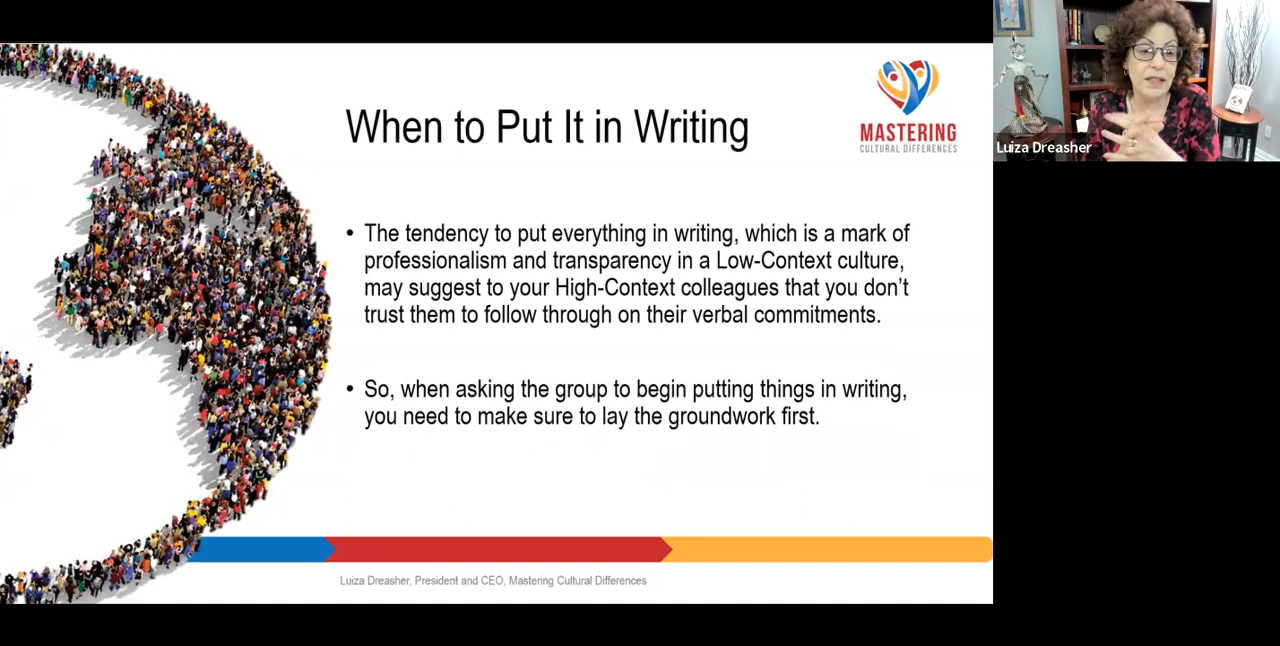 When to Put It in Writing
MASTERING
CULTURAL DIFFERENCES
• The tendency to put everything in writing, which is a mark of
professionalism and transparency in a Low-Context culture,
may suggest to your High-Context colleagues that you don’t
trust them to follow through on their verbal commitments.
• So, when asking the group to begin putting things in writing,
you need to make sure to lay the groundwork first.
Luiza Dreasher, President and CEO, Mastering Cultural Differences
Luiza Dreasher